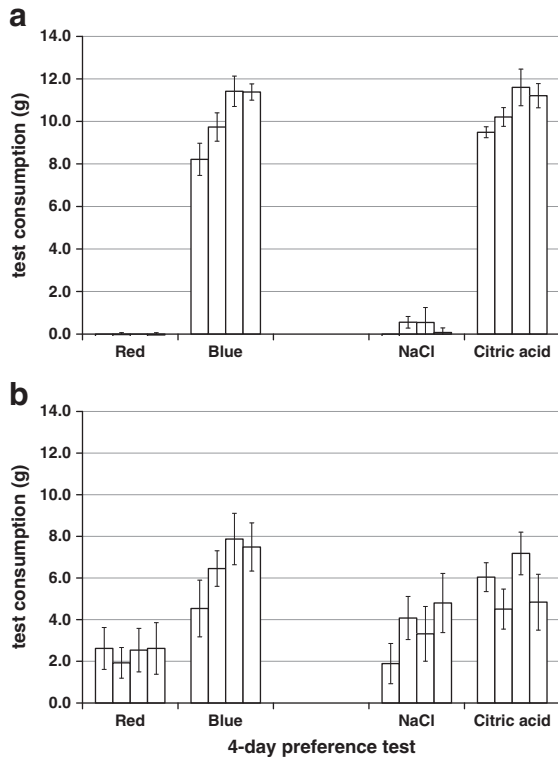 a
test consumption (g)
14.0
12.0
10.0
8.0
6.0
4.0
2.0
0.0
Red Blue NaCl Citric acid
b
test consumption (g)
14.0
12.0
10.0
8.0
6.0
4.0
2.0
0.0
Red Blue NaCl Citric acid
4-day preference test